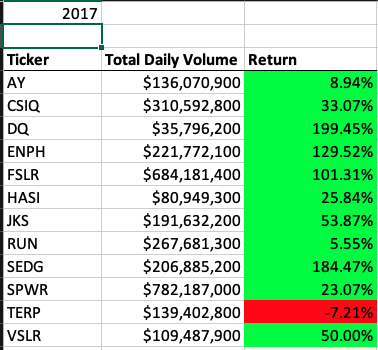 2017
Ticker Total Daily Volume Return
AY $136,070,900 8.94%
CSIQ $310,592,800 33.07%
DQ $35,796,200 199.45%
ENPH $221,772,100 129.52%
FSLR $684,181,400 101.31%
HASI $80,949,300 25.84%
JKS $191,632,200 53.87%
RUN $267,681,300 5.55%
SEDG $206,885,200 184.47%
SPWR $782,187,000 23.07%
TERP $139,402,800 -7.21%
VSLR $109,487,900 50.00%